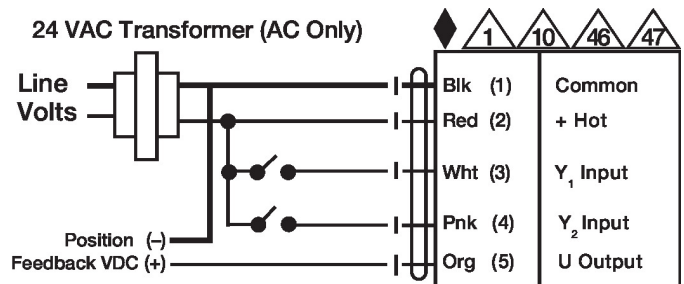 24 VAC Transformer (AC Only)
1 10 46 47
Line
Volts
Blk (1) Common
Red (2) + Hot
Wht (3) Y1 Input
Pnk (4) Y2 Input
Position (–)
Feedback VDC (+)
Org (5) U Output